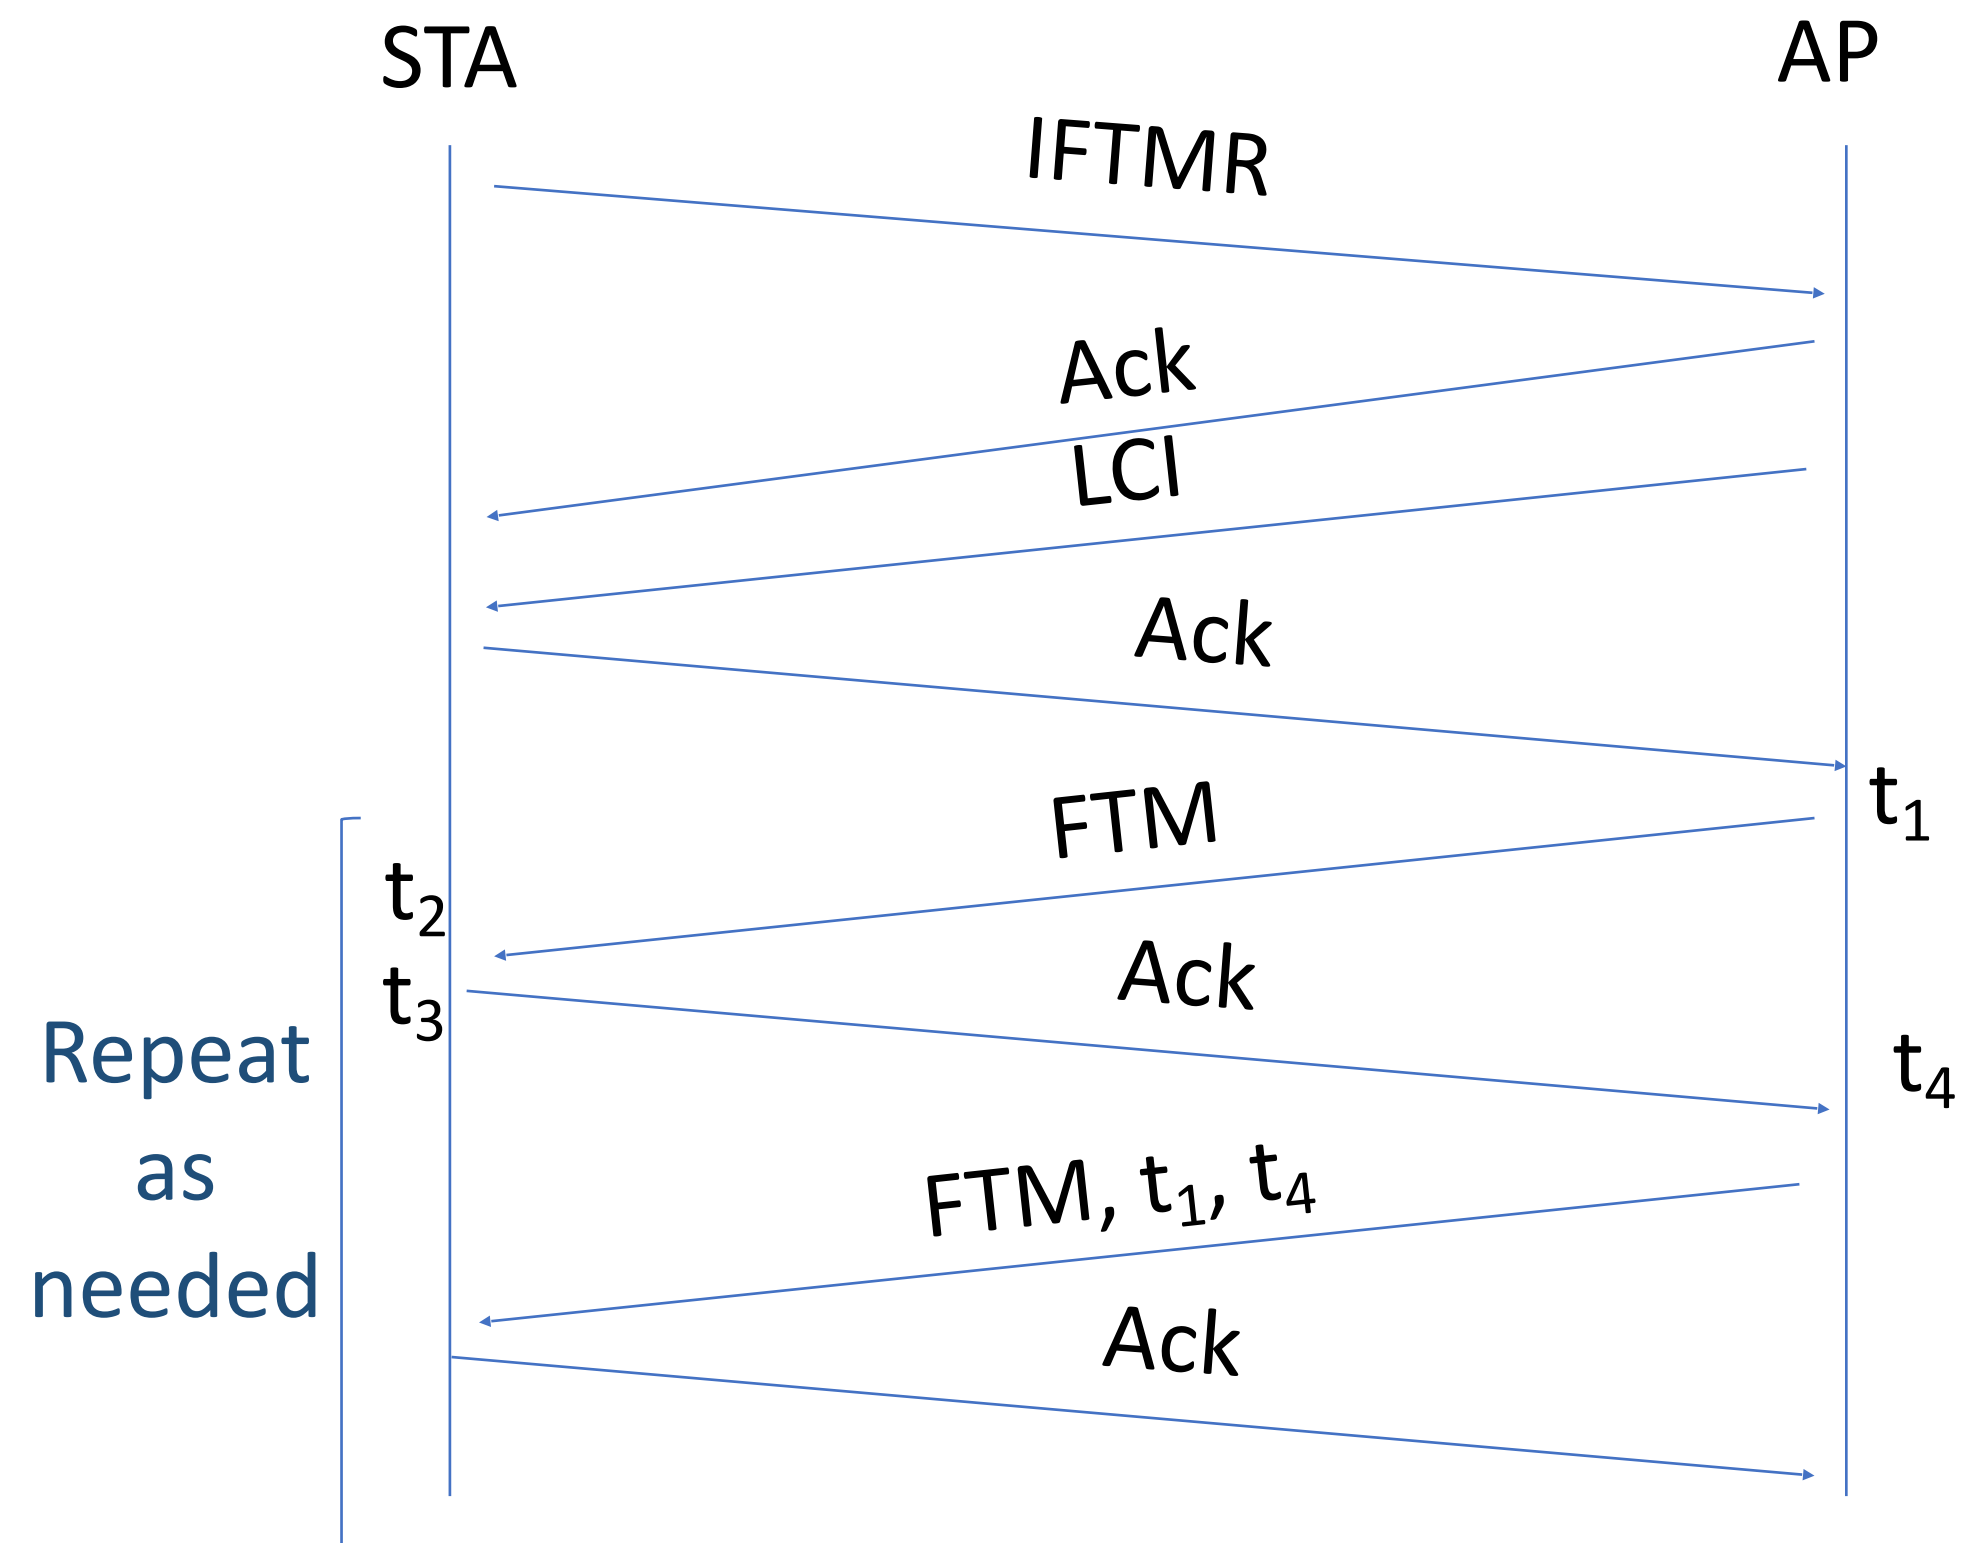 STA
AP
IFTMR
Ack
LCI
Ack
t₁
FTM
t₂
Ack
t₃
t₄
Repeat
as
needed
FTM, t₁, t₄
Ack